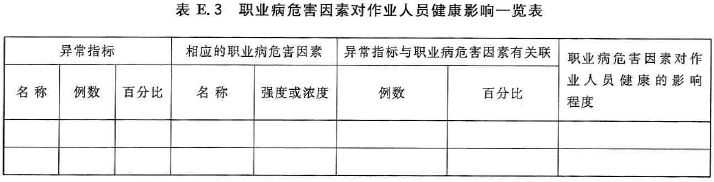 表 E.3 职业病危害因素对作业人员健康影响一览表
异常指标 相应的职业病危害因素 异常指标与职业病危害因素有关联 职业病危害因素对作
业人员健康的影响
程度
名称 例数 百分比 名称 强度或浓度 例数 百分比